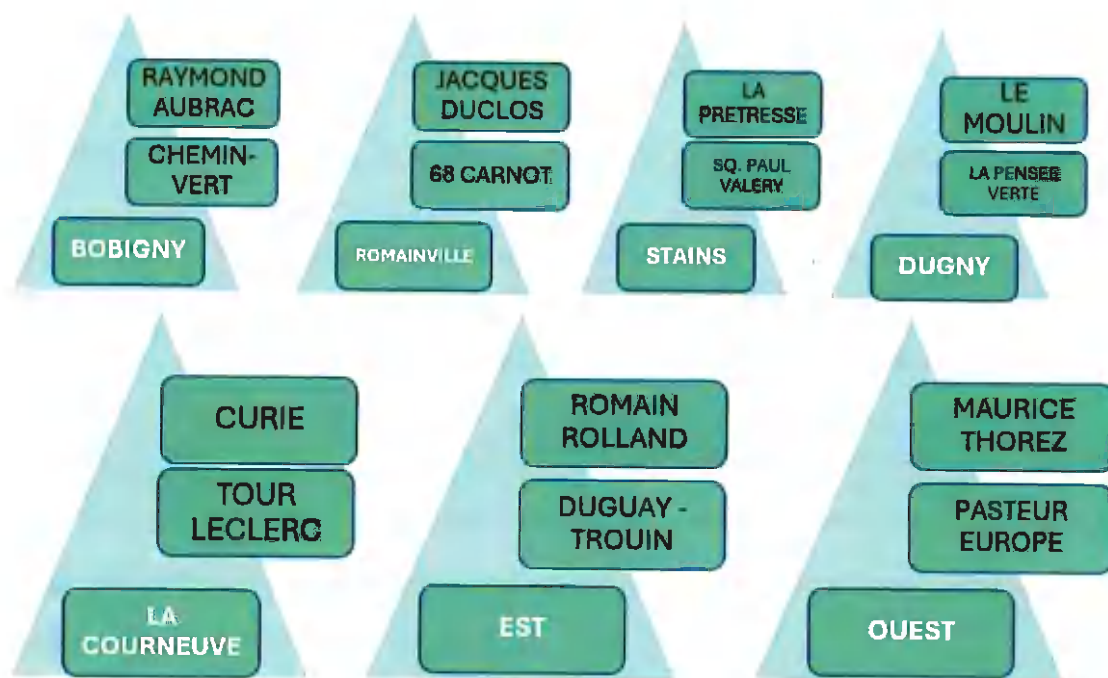 RAYMOND
AUBRAC
CHEMIN-
VERT
BOBIGNY
JACQUES
DUCLOS
68 CARNOT
ROMAINVILLE
LA
PRETRESSE
SQ. PAUL
VALERY
STAINS
LE
MOULIN
LA PENSEE
VERTE
DUGNY
CURIE
TOUR
LECLERC
LA
COURNEUVE
ROMAIN
ROLLAND
DUGUAY -
TROUIN
EST
MAURICE
THOREZ
PASTEUR
EUROPE
OUEST